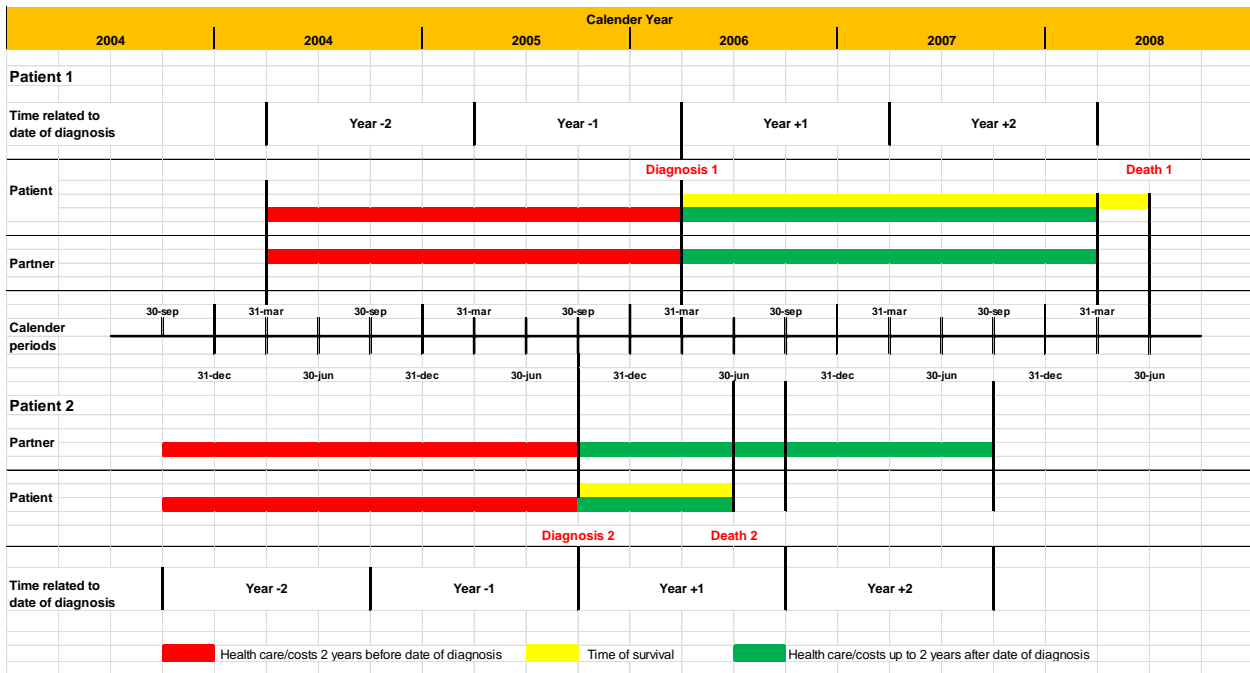 Calender Year
2004 2004 2005 2006 2007 2008
Patient 1
Time related to
date of diagnosis
Year -2 Year -1 Year +1 Year +2
Diagnosis 1 Death 1
Patient
Partner
30-sep 31-mar 30-sep 31-mar 30-sep 31-mar 30-sep 31-mar 30-sep 31-mar
Calender
periods
31-dec 30-jun 31-dec 30-jun 31-dec 30-jun 31-dec 30-jun 31-dec 30-jun
Patient 2
Partner
Patient
Diagnosis 2 Death 2
Time related to
date of diagnosis
Year -2 Year -1 Year +1 Year +2
Health care/costs 2 years before date of diagnosis Time of survival Health care/costs up to 2 years after date of diagnosis